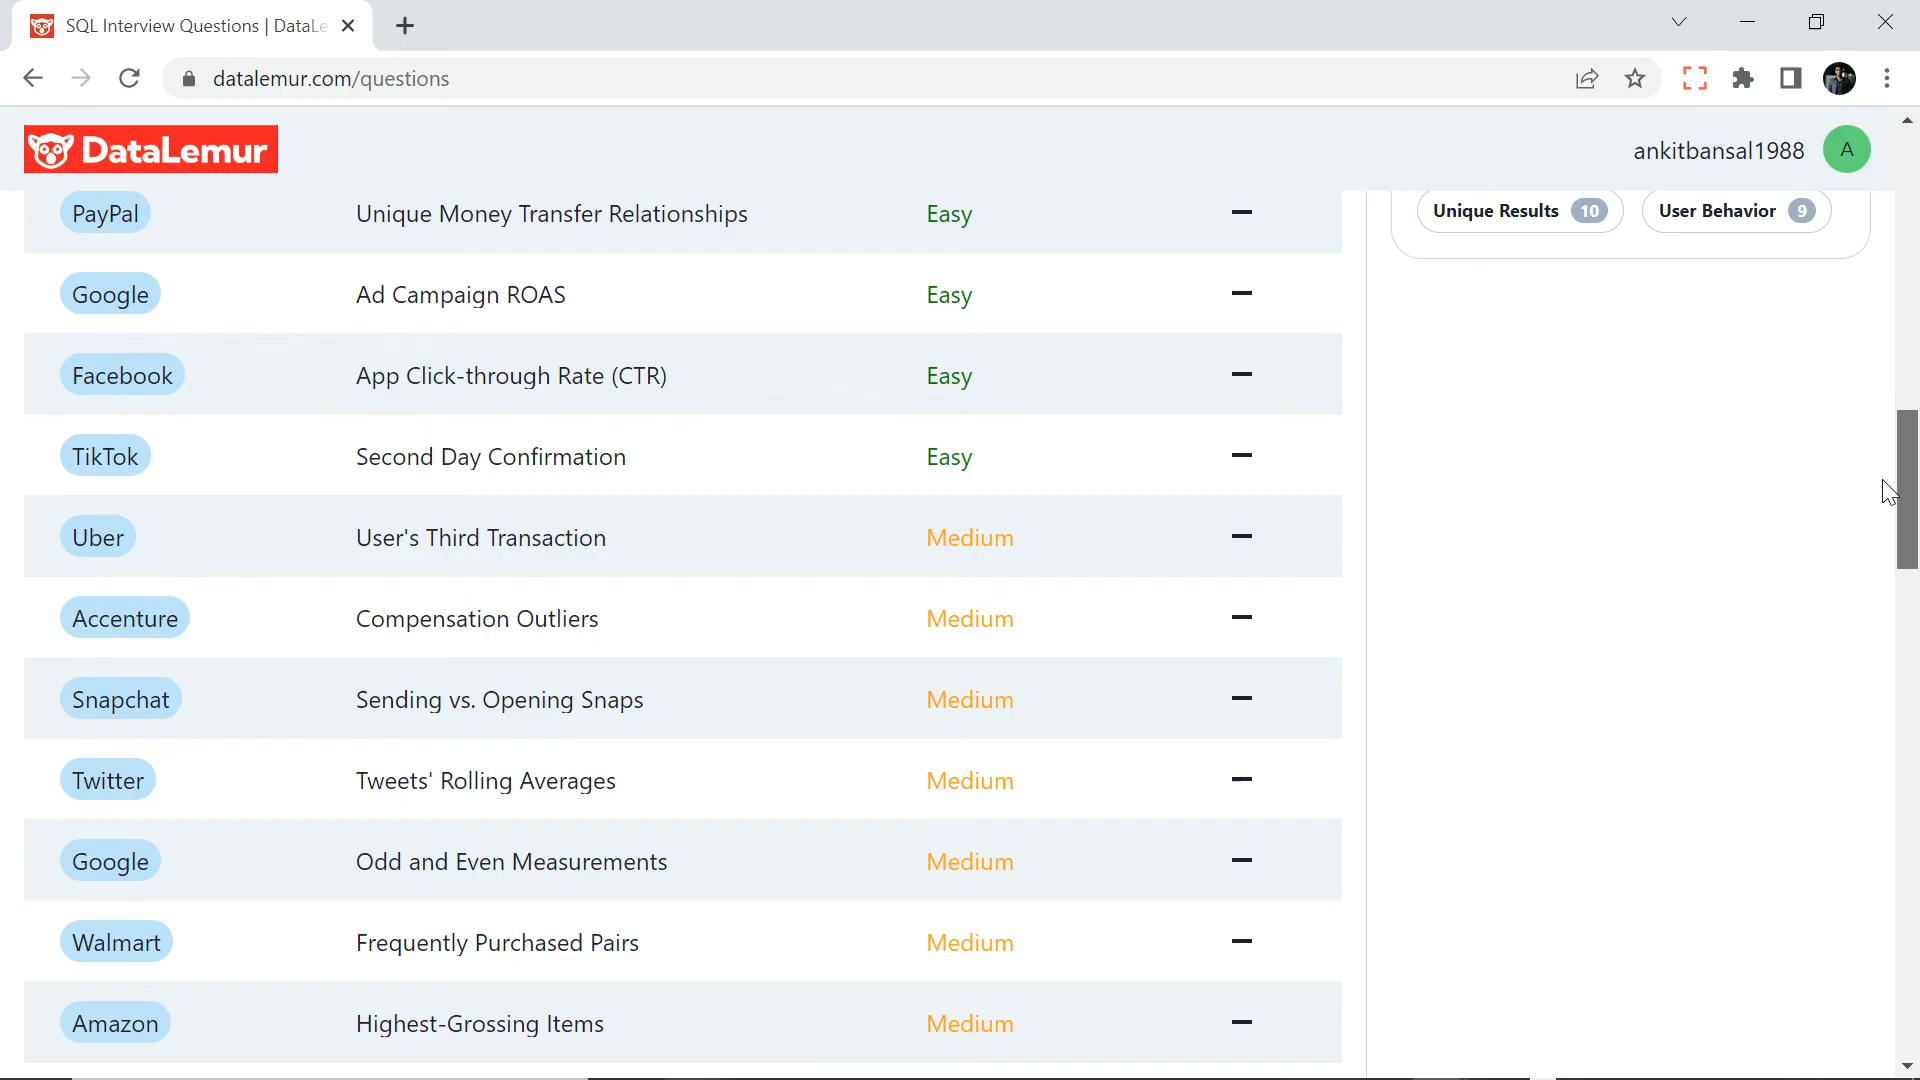 SQL Interview Questions | DataLe
datalemur.com/questions
DataLemur
ankitbansal1988 A
PayPal Unique Money Transfer Relationships Easy
Unique Results 10 User Behavior 9
Google Ad Campaign ROAS Easy
Facebook App Click-through Rate (CTR) Easy
TikTok Second Day Confirmation Easy
Uber User's Third Transaction Medium
Accenture Compensation Outliers Medium
Snapchat Sending vs. Opening Snaps Medium
Twitter Tweets' Rolling Averages Medium
Google Odd and Even Measurements Medium
Walmart Frequently Purchased Pairs Medium
Amazon Highest-Grossing Items Medium